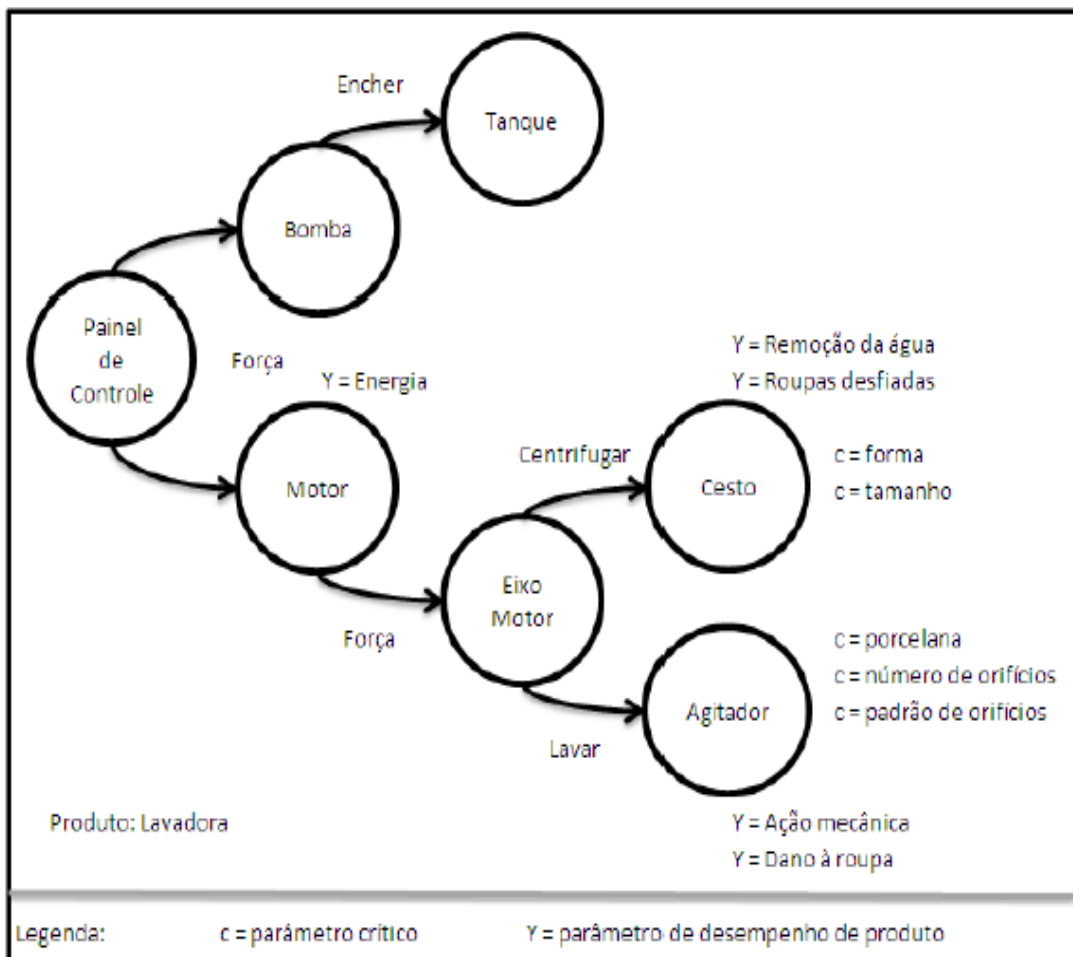 Encher
Tanque
Bomba
Painel
de
Controle
Força
Y = Energia
Y = Remoção da água
Y = Roupas desfiadas
Centrifugar
Motor
Cesto
c = forma
c = tamanho
Eixo
Motor
Força
c = porcelana
c = número de orifícios
c = padrão de orifícios
Agitador
Lavar
Produto: Lavadora
Y = Ação mecânica
Y = Dano à roupa
Legenda: c = parâmetro crítico Y = parâmetro de desempenho de produto